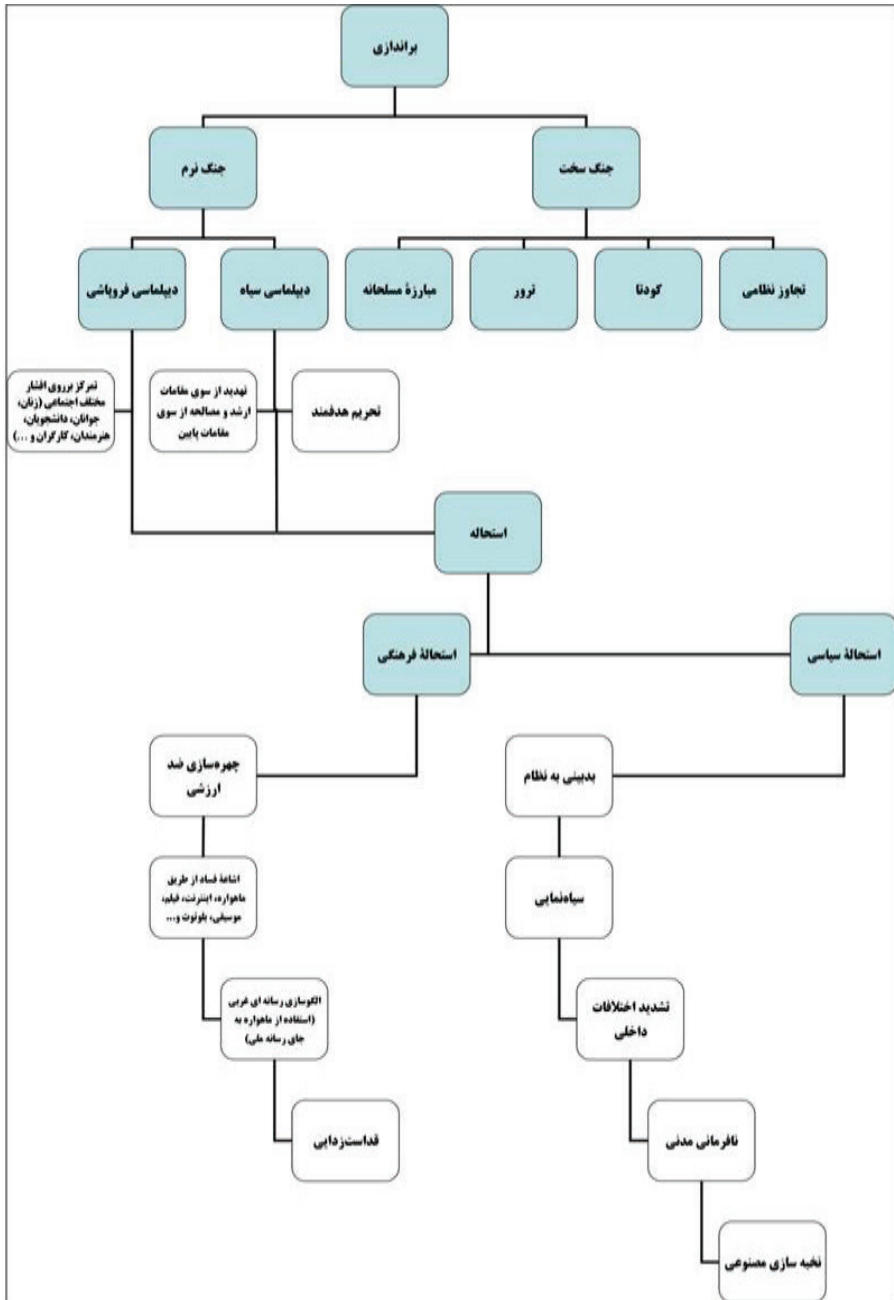 براندازی
جنگ سخت
جنگ نرم
تجاوز نظامی
کودتا
ترور
مبارزهٔ مسلحانه
دیپلماسی سیاه
دیپلماسی فروپاشی
تحریم هدفمند
تهدید از سوی مقامات
ارشد و مصالحه از سوی
مقامات پایین
تمرکز برروی اقشار
مختلف اجتماعی (زنان،
جوانان، دانشجویان،
هنرمندان، کارگران و ...)
استحاله
استحالهٔ سیاسی
استحالهٔ فرهنگی
بدبینی به نظام
سیاه‌نمایی
تشدید اختلافات
داخلی
نافرمانی مدنی
نخبه سازی مصنوعی
چهره‌سازی ضد
ارزشی
اشاعهٔ فساد از طریق
ماهواره، اینترنت، فیلم،
موسیقی، بلوتوث و...
الگوسازی رسانه ای غربی
(استفاده از ماهواره به
جای رسانه ملی)
قداست‌زدایی